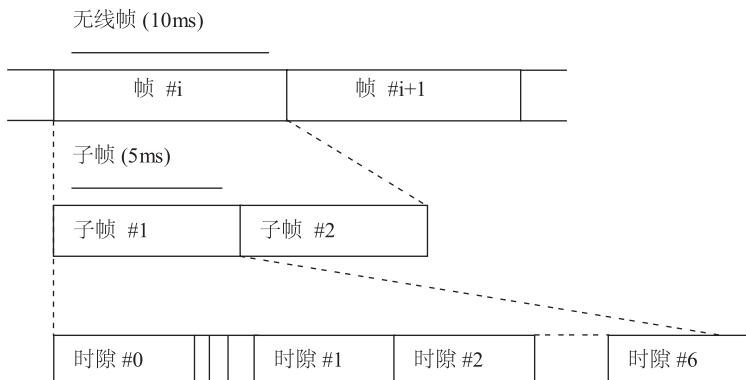 无线帧 (10ms)
帧 #i
帧 #i+1
子帧 (5ms)
子帧 #1
子帧 #2
时隙 #0
时隙 #1
时隙 #2
时隙 #6